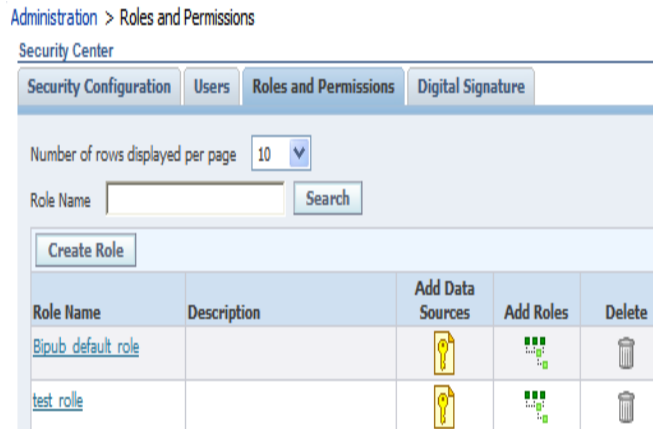 Administration > Roles and Permissions
Security Center
Security Configuration Users Roles and Permissions Digital Signature
Number of rows displayed per page 10
Role Name Search
Create Role
Role Name Description Add Data Sources Add Roles Delete
Bipub_default_role
test_rolle